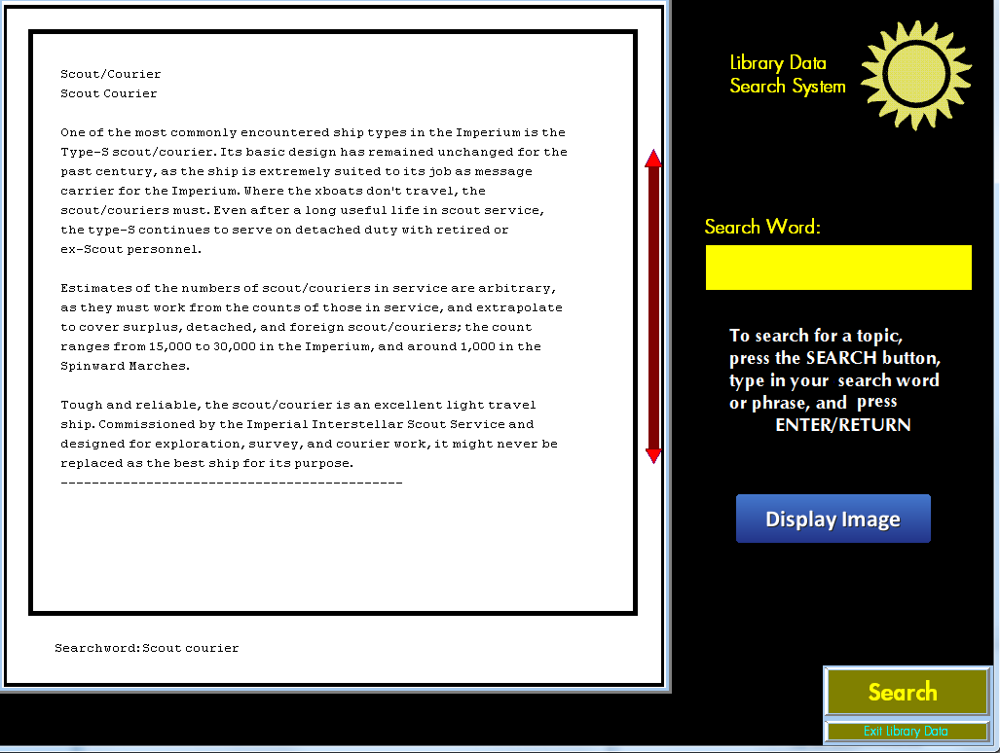 Scout/Courier
Scout Courier
One of the most commonly encountered ship types in the Imperium is the
Type-S scout/courier. Its basic design has remained unchanged for the
past century, as the ship is extremely suited to its job as message
carrier for the Imperium. Where the xboats don't travel, the
scout/couriers must. Even after a long useful life in scout service,
the type-S continues to serve on detached duty with retired or
ex-Scout personnel.
Estimates of the numbers of scout/couriers in service are arbitrary,
as they must work from the counts of those in service, and extrapolate
to cover surplus, detached, and foreign scout/couriers; the count
ranges from 15,000 to 30,000 in the Imperium, and around 1,000 in the
Spinward Marches.
Tough and reliable, the scout/courier is an excellent light travel
ship. Commissioned by the Imperial Interstellar Scout Service and
designed for exploration, survey, and courier work, it might never be
replaced as the best ship for its purpose.
--------------------------------------------
Searchword:Scout courier
Library Data
Search System
Search Word:
To search for a topic,
press the SEARCH button,
type in your search word
or phrase, and press
ENTER/RETURN
Display Image
Search
Exit Library Data